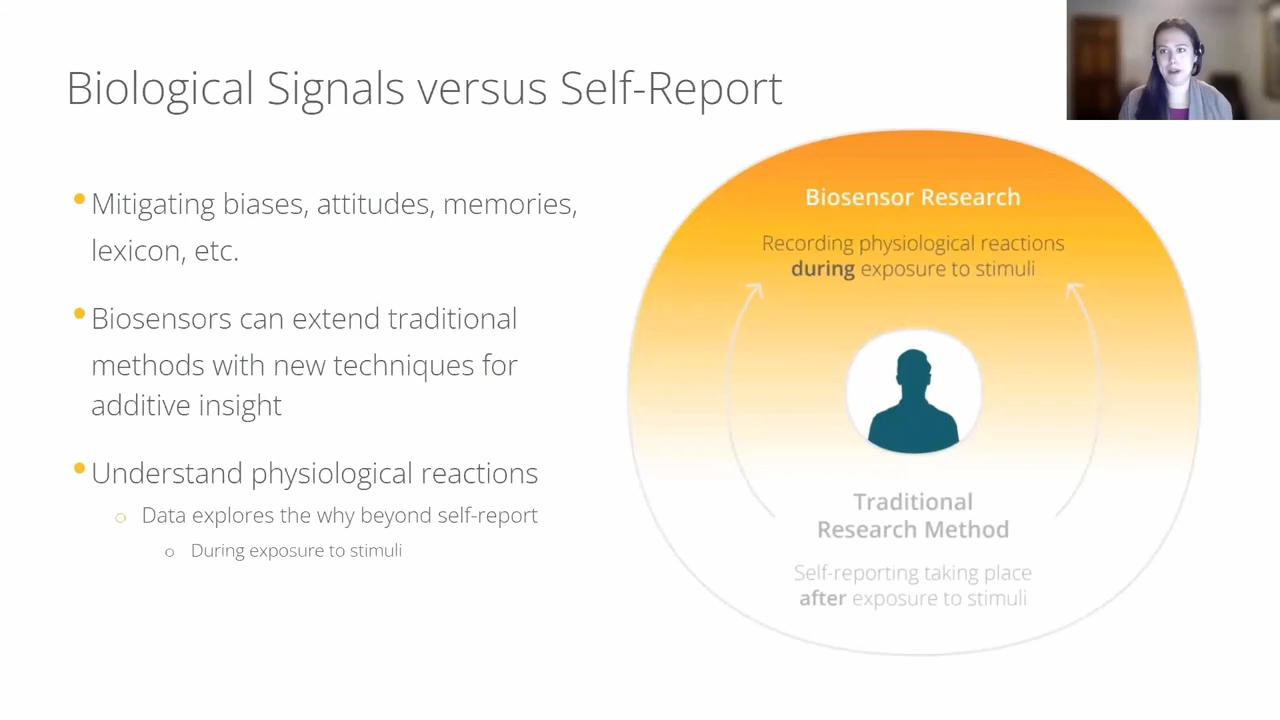 Biological Signals versus Self-Report
• Mitigating biases, attitudes, memories,
lexicon, etc.
• Biosensors can extend traditional
methods with new techniques for
additive insight
• Understand physiological reactions
○ Data explores the why beyond self-report
○ During exposure to stimuli
Biosensor Research
Recording physiological reactions
during exposure to stimuli
Traditional
Research Method
Self-reporting taking place
after exposure to stimuli